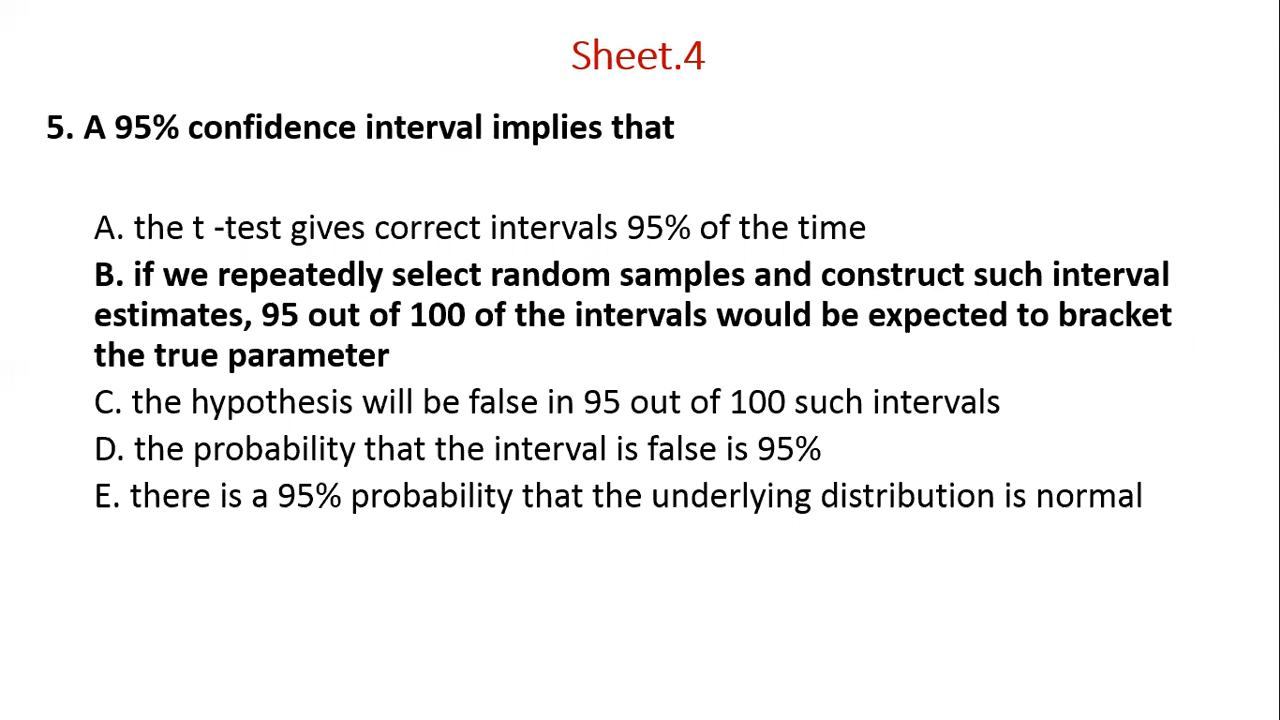 Sheet.4
5. A 95% confidence interval implies that
A. the t -test gives correct intervals 95% of the time
B. if we repeatedly select random samples and construct such interval
estimates, 95 out of 100 of the intervals would be expected to bracket
the true parameter
C. the hypothesis will be false in 95 out of 100 such intervals
D. the probability that the interval is false is 95%
E. there is a 95% probability that the underlying distribution is normal